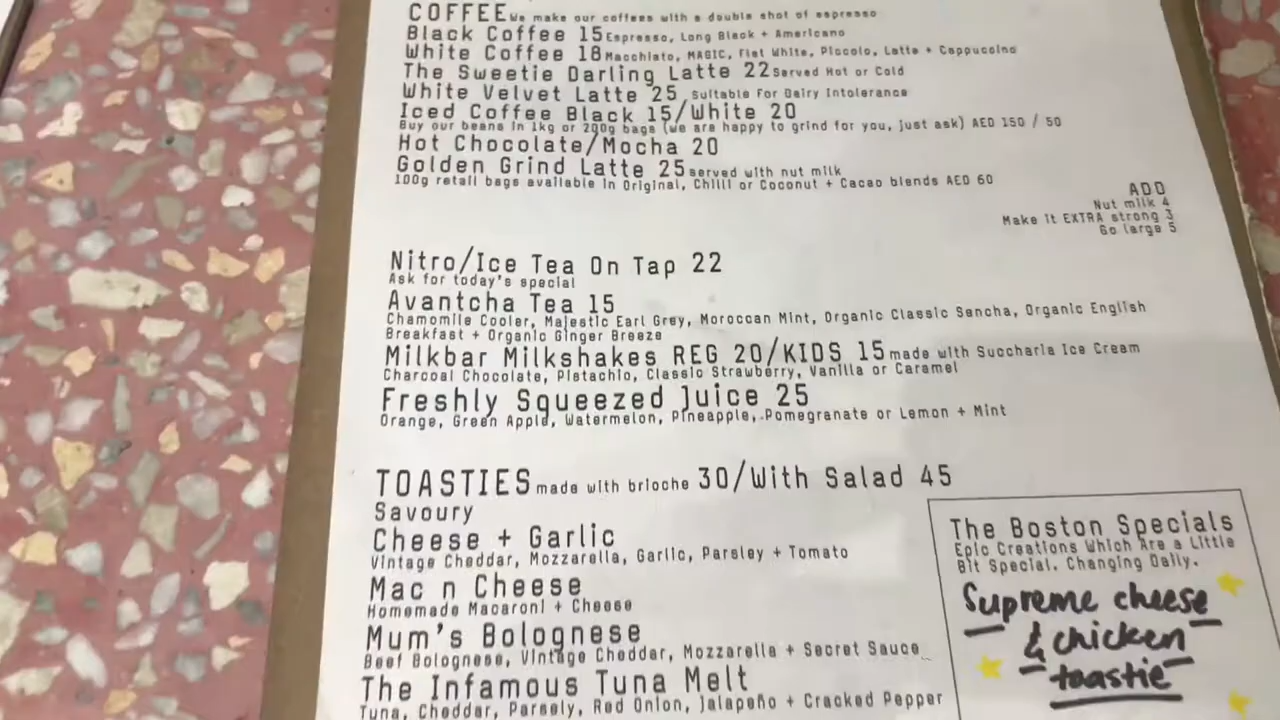 COFFEE We make our coffees with a double shot of espresso
Black Coffee 15 Espresso, Long Black + Americano
White Coffee 18 Macchiato, MAGIC, Flat White, Piccolo, Latte + Cappuccino
The Sweetie Darling Latte 22 Served Hot or Cold
White Velvet Latte 25 Suitable For Dairy Intolerance
Iced Coffee Black 15/White 20
Buy our beans in 1kg or 200g bags (we are happy to grind for you, just ask) AED 150 / 50
Hot Chocolate/Mocha 20
Golden Grind Latte 25 served with nut milk
100g retail bags available in Original, Chilli or Coconut + Cacao blends AED 60
ADD
Nut milk 4
Make it EXTRA strong 3
Go large 5
Nitro/Ice Tea On Tap 22
Ask for today's special
Avantcha Tea 15
Chamomile Cooler, Majestic Earl Grey, Moroccan Mint, Organic Classic Sencha, Organic English
Breakfast + Organic Ginger Breeze
Milkbar Milkshakes REG 20/KIDS 15 made with Succharia Ice Cream
Charcoal Chocolate, Pistachio, Classic Strawberry, Vanilla or Caramel
Freshly Squeezed Juice 25
Orange, Green Apple, Watermelon, Pineapple, Pomegranate or Lemon + Mint
TOASTIES made with brioche 30/With Salad 45
Savoury
Cheese + Garlic
Vintage Cheddar, Mozzarella, Garlic, Parsley + Tomato
Mac n Cheese
Homemade Macaroni + Cheese
Mum's Bolognese
Beef Bolognese, Vintage Cheddar, Mozzarella + Secret Sauce
The Infamous Tuna Melt
Tuna, Cheddar, Parsely, Red Onion, Jalapeño + Cracked Pepper
The Boston Specials
Epic Creations Which Are a Little
Bit Special. Changing Daily.
Supreme cheese
& chicken
toastie